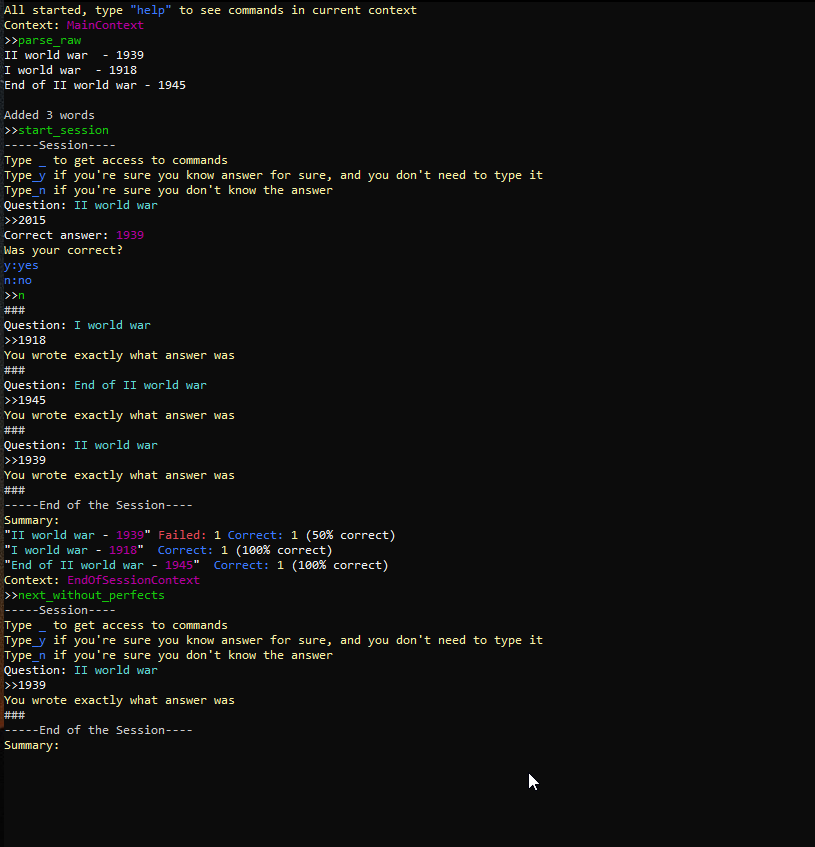 All started, type "help" to see commands in current context
Context: MainContext
>>parse_raw
II world war  - 1939
I world war  - 1918
End of II world war - 1945
Added 3 words
>>start_session
-----Session----
Type _ to get access to commands
Type_y if you're sure you know answer for sure, and you don't need to type it
Type_n if you're sure you don't know the answer
Question: II world war
>>2015
Correct answer: 1939
Was your correct?
y:yes
n:no
>>n
###
Question: I world war
>>1918
You wrote exactly what answer was
###
Question: End of II world war
>>1945
You wrote exactly what answer was
###
Question: II world war
>>1939
You wrote exactly what answer was
###
-----End of the Session----
Summary:
"II world war - 1939" Failed: 1 Correct: 1 (50% correct)
"I world war - 1918"  Correct: 1 (100% correct)
"End of II world war - 1945"  Correct: 1 (100% correct)
Context: EndOfSessionContext
>>next_without_perfects
-----Session----
Type _ to get access to commands
Type_y if you're sure you know answer for sure, and you don't need to type it
Type_n if you're sure you don't know the answer
Question: II world war
>>1939
You wrote exactly what answer was
###
-----End of the Session----
Summary: